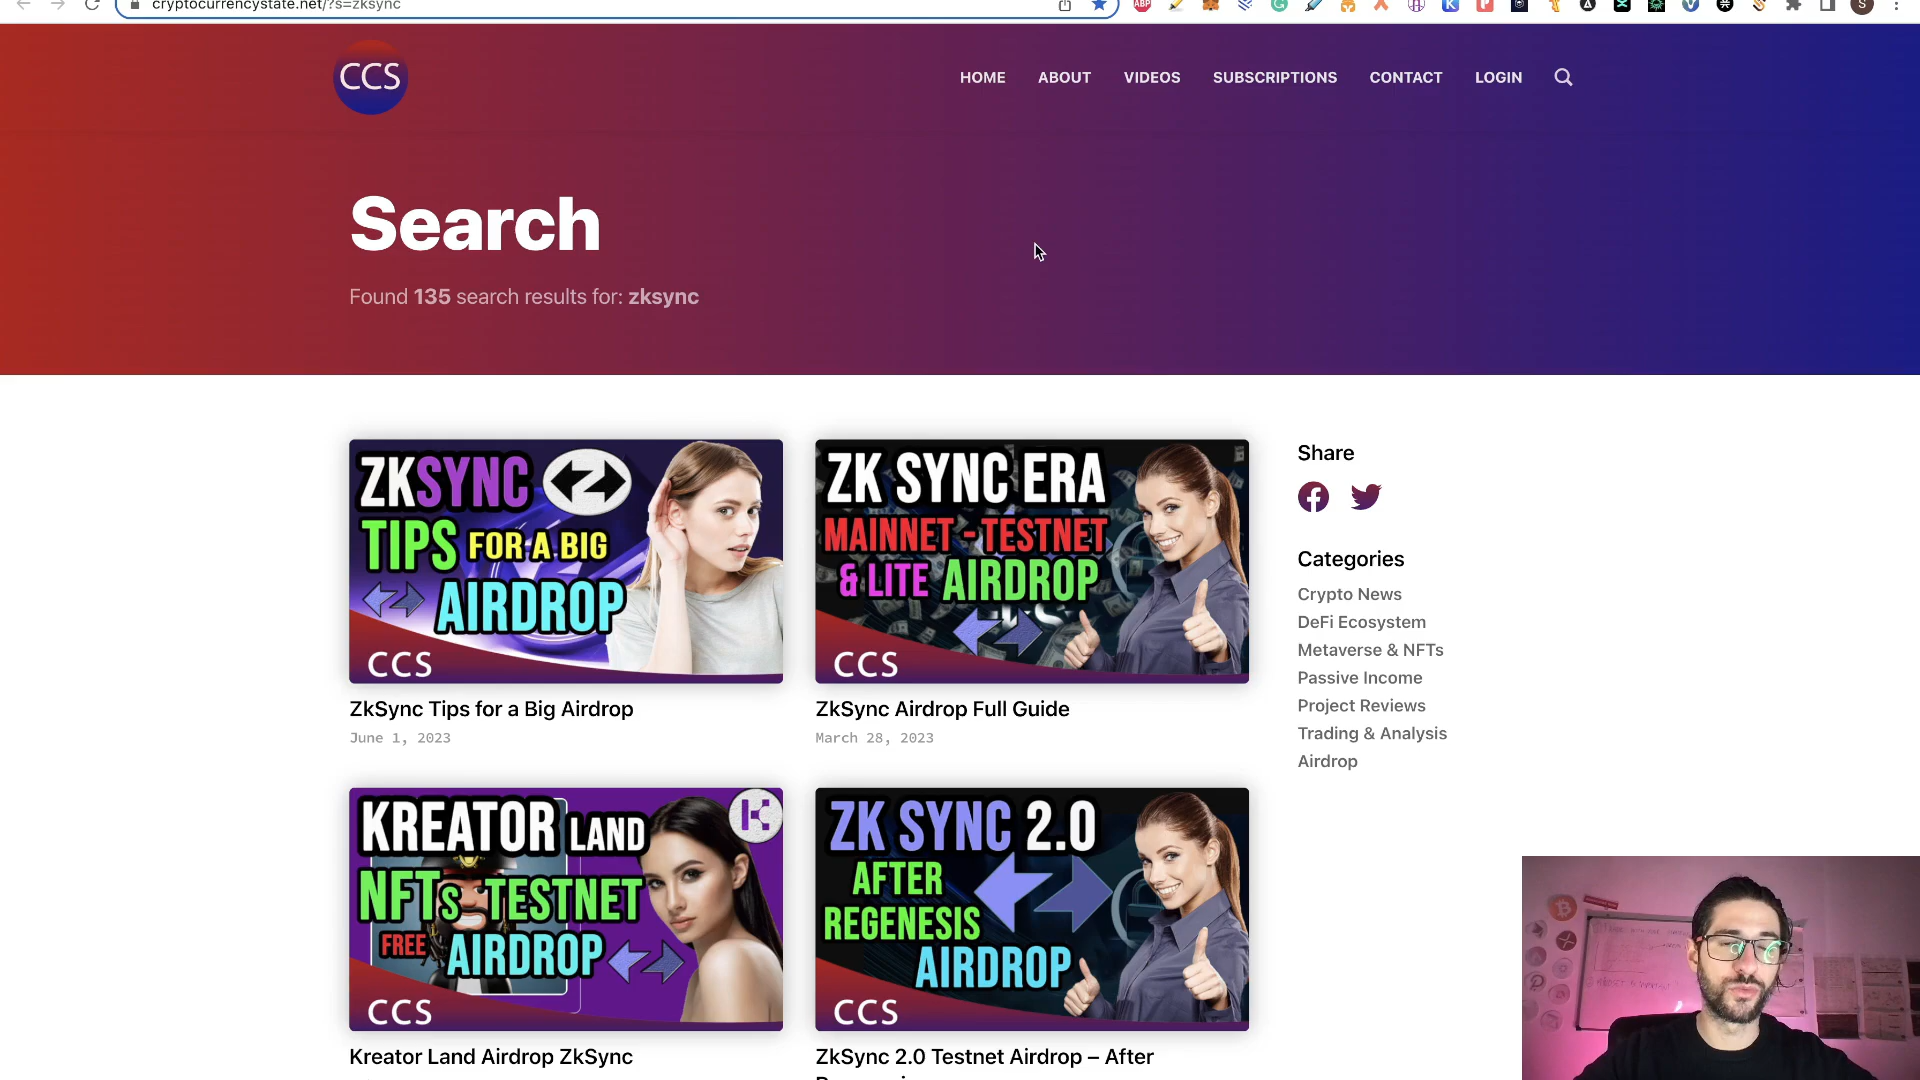 cryptocurrencystate.net/?s=zksync
CCS
HOME ABOUT VIDEOS SUBSCRIPTIONS CONTACT LOGIN
Search
Found 135 search results for: zksync
ZKSYNC
TIPS FOR A BIG
AIRDROP
CCS
ZkSync Tips for a Big Airdrop
June 1, 2023
ZK SYNC ERA
MAINNET - TESTNET
& LITE AIRDROP
CCS
ZkSync Airdrop Full Guide
March 28, 2023
KREATOR LAND
NFTs TESTNET
FREE AIRDROP
CCS
Kreator Land Airdrop ZkSync
ZK SYNC 2.0
AFTER
REGENESIS
AIRDROP
CCS
ZkSync 2.0 Testnet Airdrop – After
Share
Categories
Crypto News
DeFi Ecosystem
Metaverse & NFTs
Passive Income
Project Reviews
Trading & Analysis
Airdrop